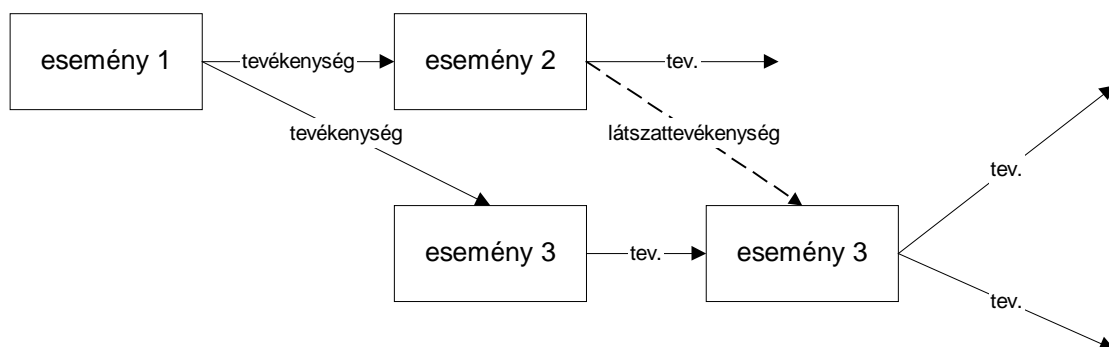 esemény 1
tevékenység
esemény 2
tev.
tevékenység
látszattevékenység
tev.
esemény 3
tev.
esemény 3
tev.